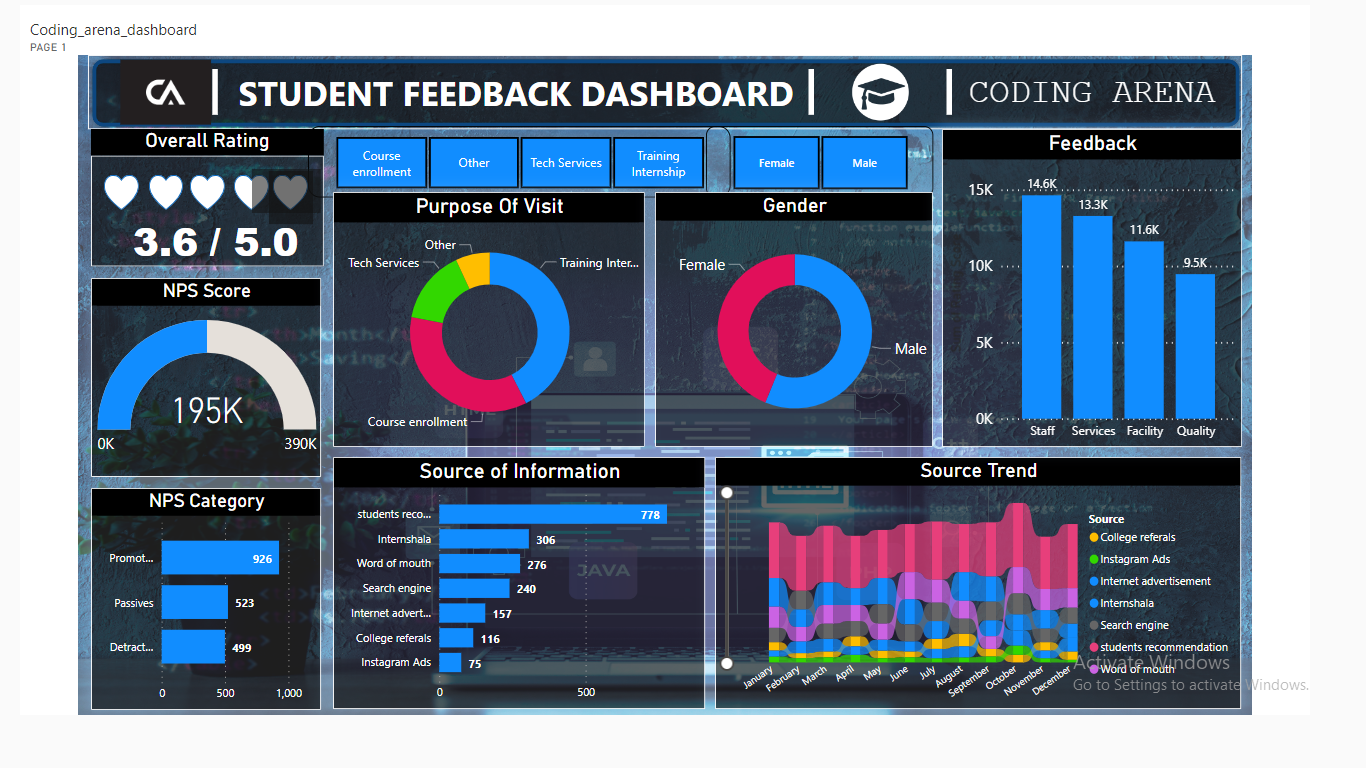 Coding_arena_dashboard
PAGE 1
CA
STUDENT FEEDBACK DASHBOARD
CODING ARENA
Overall Rating
3.6 / 5.0
Course
enrollment
Other
Tech Services
Training
Internship
Female
Male
Feedback
15K
10K
5K
0K
14.6K
13.3K
11.6K
9.5K
Staff
Services
Facility
Quality
Purpose Of Visit
Other
Tech Services
Training Inter...
Course enrollment
Gender
Female
Male
NPS Score
195K
0K
390K
NPS Category
Promot...
926
Passives
523
Detract...
499
0
500
1,000
Source of Information
students reco...
778
Internshala
306
Word of mouth
276
Search engine
240
Internet advert...
157
College referals
116
Instagram Ads
75
0
500
Source Trend
January
February
March
April
May
June
July
August
September
October
November
December
Source
College referals
Instagram Ads
Internet advertisement
Internshala
Search engine
students recommendation
Word of mouth
Activate Windows
Go to Settings to activate Windows.
JAVA